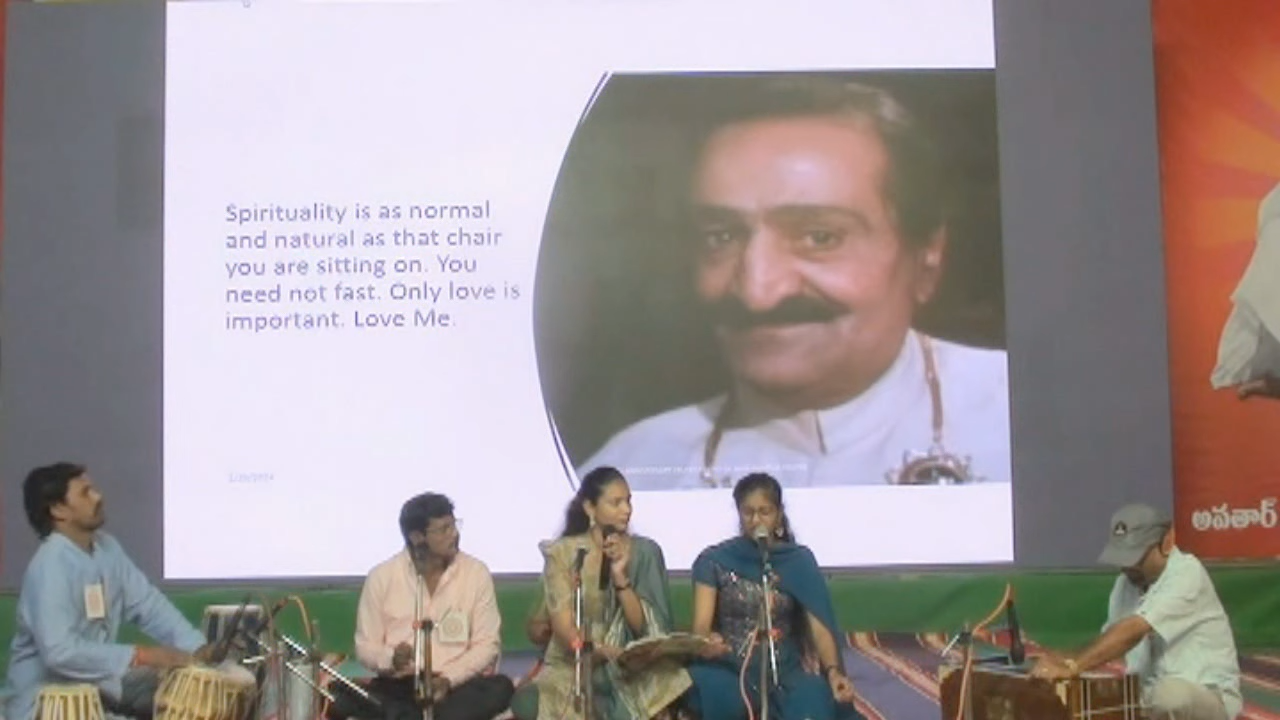 Spirituality is as normal
and natural as that chair
you are sitting on. You
need not fast. Only love is
important. Love Me.
అవతార్